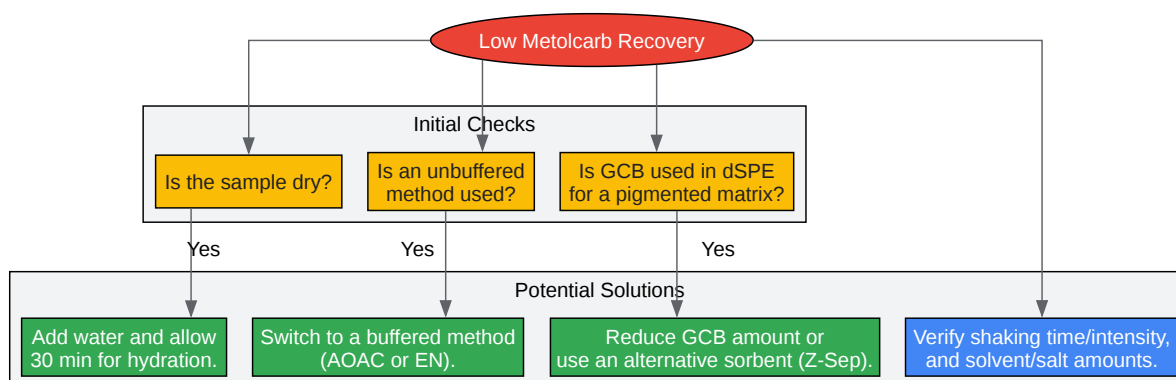 Low Metolcarb Recovery
Initial Checks
Is the sample dry?
Is an unbuffered
method used?
Is GCB used in dSPE
for a pigmented matrix?
Yes
Yes
Yes
Potential Solutions
Add water and allow
30 min for hydration.
Switch to a buffered method
(AOAC or EN).
Reduce GCB amount or
use an alternative sorbent (Z-Sep).
Verify shaking time/intensity,
and solvent/salt amounts.